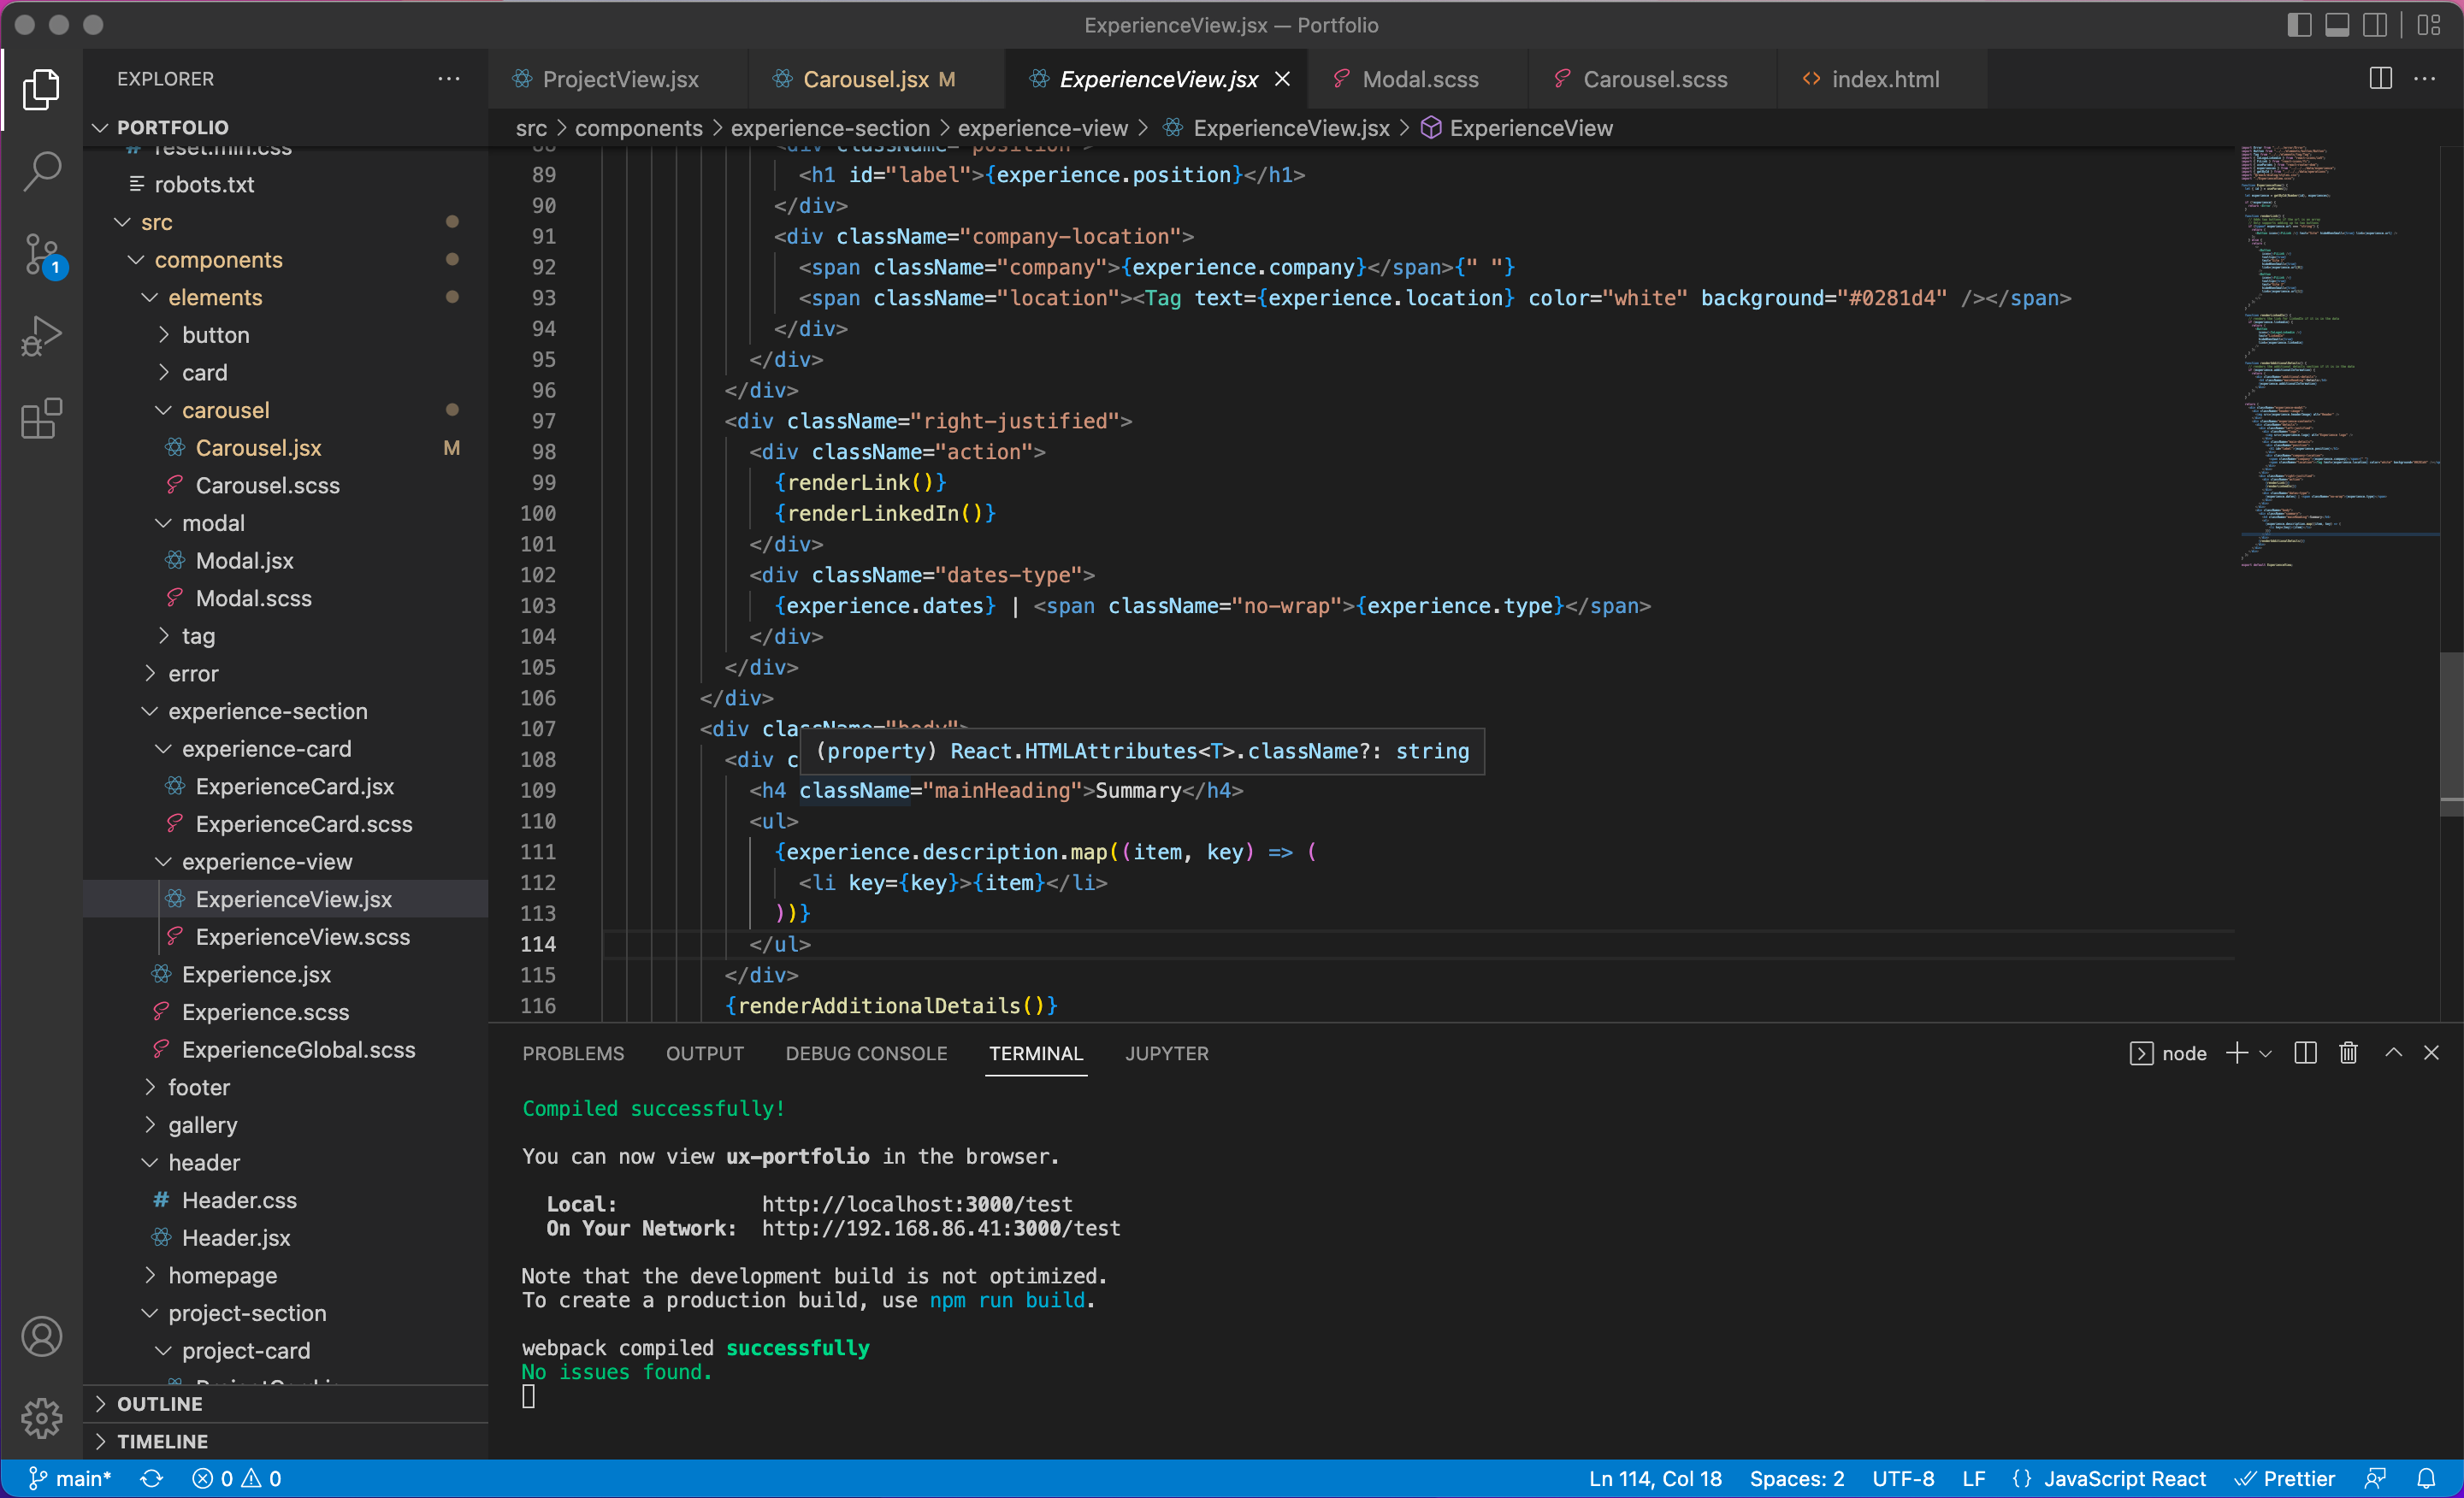 ExperienceView.jsx — Portfolio
EXPLORER
PORTFOLIO
reset.min.css
robots.txt
src
components
elements
button
card
carousel
Carousel.jsx M
Carousel.scss
modal
Modal.jsx
Modal.scss
tag
error
experience-section
experience-card
ExperienceCard.jsx
ExperienceCard.scss
experience-view
ExperienceView.jsx
ExperienceView.scss
Experience.jsx
Experience.scss
ExperienceGlobal.scss
footer
gallery
header
# Header.css
Header.jsx
homepage
project-section
project-card
OUTLINE
TIMELINE
1
ProjectView.jsx Carousel.jsx M ExperienceView.jsx Modal.scss Carousel.scss index.html
src > components > experience-section > experience-view > ExperienceView.jsx > ExperienceView
88 <div className="position">
89 <h1 id="label">{experience.position}</h1>
90 </div>
91 <div className="company-location">
92 <span className="company">{experience.company}</span>{" "}
93 <span className="location"><Tag text={experience.location} color="white" background="#0281d4" /></span>
94 </div>
95 </div>
96 </div>
97 <div className="right-justified">
98 <div className="action">
99 {renderLink()}
100 {renderLinkedIn()}
101 </div>
102 <div className="dates-type">
103 {experience.dates} | <span className="no-wrap">{experience.type}</span>
104 </div>
105 </div>
106 </div>
107 <div className="body">
(property) React.HTMLAttributes<T>.className?: string
108 <div c
109 <h4 className="mainHeading">Summary</h4>
110 <ul>
111 {experience.description.map((item, key) => (
112 <li key={key}>{item}</li>
113 ))}
114 </ul>
115 </div>
116 {renderAdditionalDetails()}
PROBLEMS OUTPUT DEBUG CONSOLE TERMINAL JUPYTER node
Compiled successfully!
You can now view ux-portfolio in the browser.
Local: http://localhost:3000/test
On Your Network: http://192.168.86.41:3000/test
Note that the development build is not optimized.
To create a production build, use npm run build.
webpack compiled successfully
No issues found.
main* 0 0 Ln 114, Col 18 Spaces: 2 UTF-8 LF {} JavaScript React Prettier